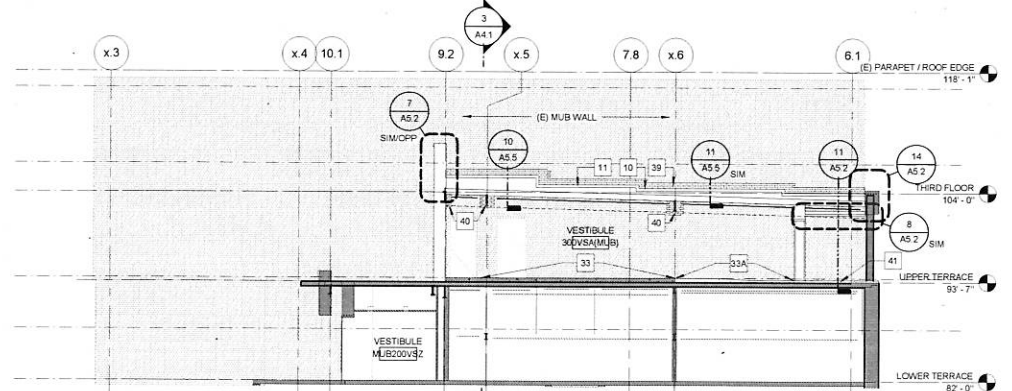 3
A4.1
x.3
x.4
10.1
9.2
x.5
7.8
x.6
6.1
(E) PARAPET / ROOF EDGE
118' - 1"
7
A5.2
SIM/OPP
(E) MUB WALL
10
A5.5
11
10
39
11
A5.5
SIM
11
A5.2
14
A5.2
THIRD FLOOR
104' - 0"
40
40
VESTIBULE
300VSA(MUB)
8
A5.2
SIM
33
33A
41
UPPER TERRACE
93' - 7"
VESTIBULE
MUB200VSZ
LOWER TERRACE
82' - 0"